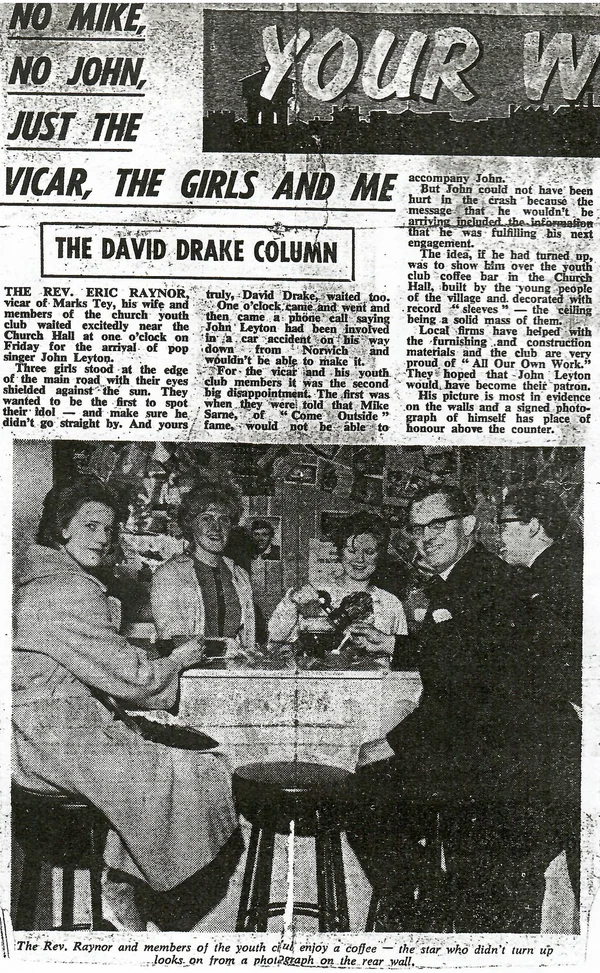 NO MIKE,
NO JOHN,
JUST THE
VICAR, THE GIRLS AND ME
YOUR W
THE DAVID DRAKE COLUMN
THE REV. ERIC RAYNOR,
vicar of Marks Tey, his wife and
members of the church youth
club waited excitedly near the
Church Hall at one o'clock on
Friday for the arrival of pop
singer John Leyton.
Three girls stood at the edge
of the main road with their eyes
shielded against the sun. They
wanted to be the first to spot
their idol — and make sure he
didn't go straight by. And yours
truly, David Drake, waited too.
One o'clock came and went and
then came a phone call saying
John Leyton had been involved
in a car accident on his way
down from Norwich and
wouldn't be able to make it.
For the vicar and his youth
club members it was the second
big disappointment. The first was
when they were told that Mike
Sarne, of "Come Outside"
fame, would not be able to
accompany John.
But John could not have been
hurt in the crash because the
message that he wouldn't be
arriving included the information
that he was fulfilling his next
engagement.
The idea, if he had turned up,
was to show him over the youth
club coffee bar in the Church
Hall, built by the young people
of the village and decorated with
record "sleeves" — the ceiling
being a solid mass of them.
Local firms have helped with
the furnishing and construction
materials and the club are very
proud of "All Our Own Work."
They hoped that John Leyton
would have become their patron.
His picture is most in evidence
on the walls and a signed photo-
graph of himself has place of
honour above the counter.
The Rev. Raynor and members of the youth club enjoy a coffee — the star who didn't turn up
looks on from a photograph on the rear wall.